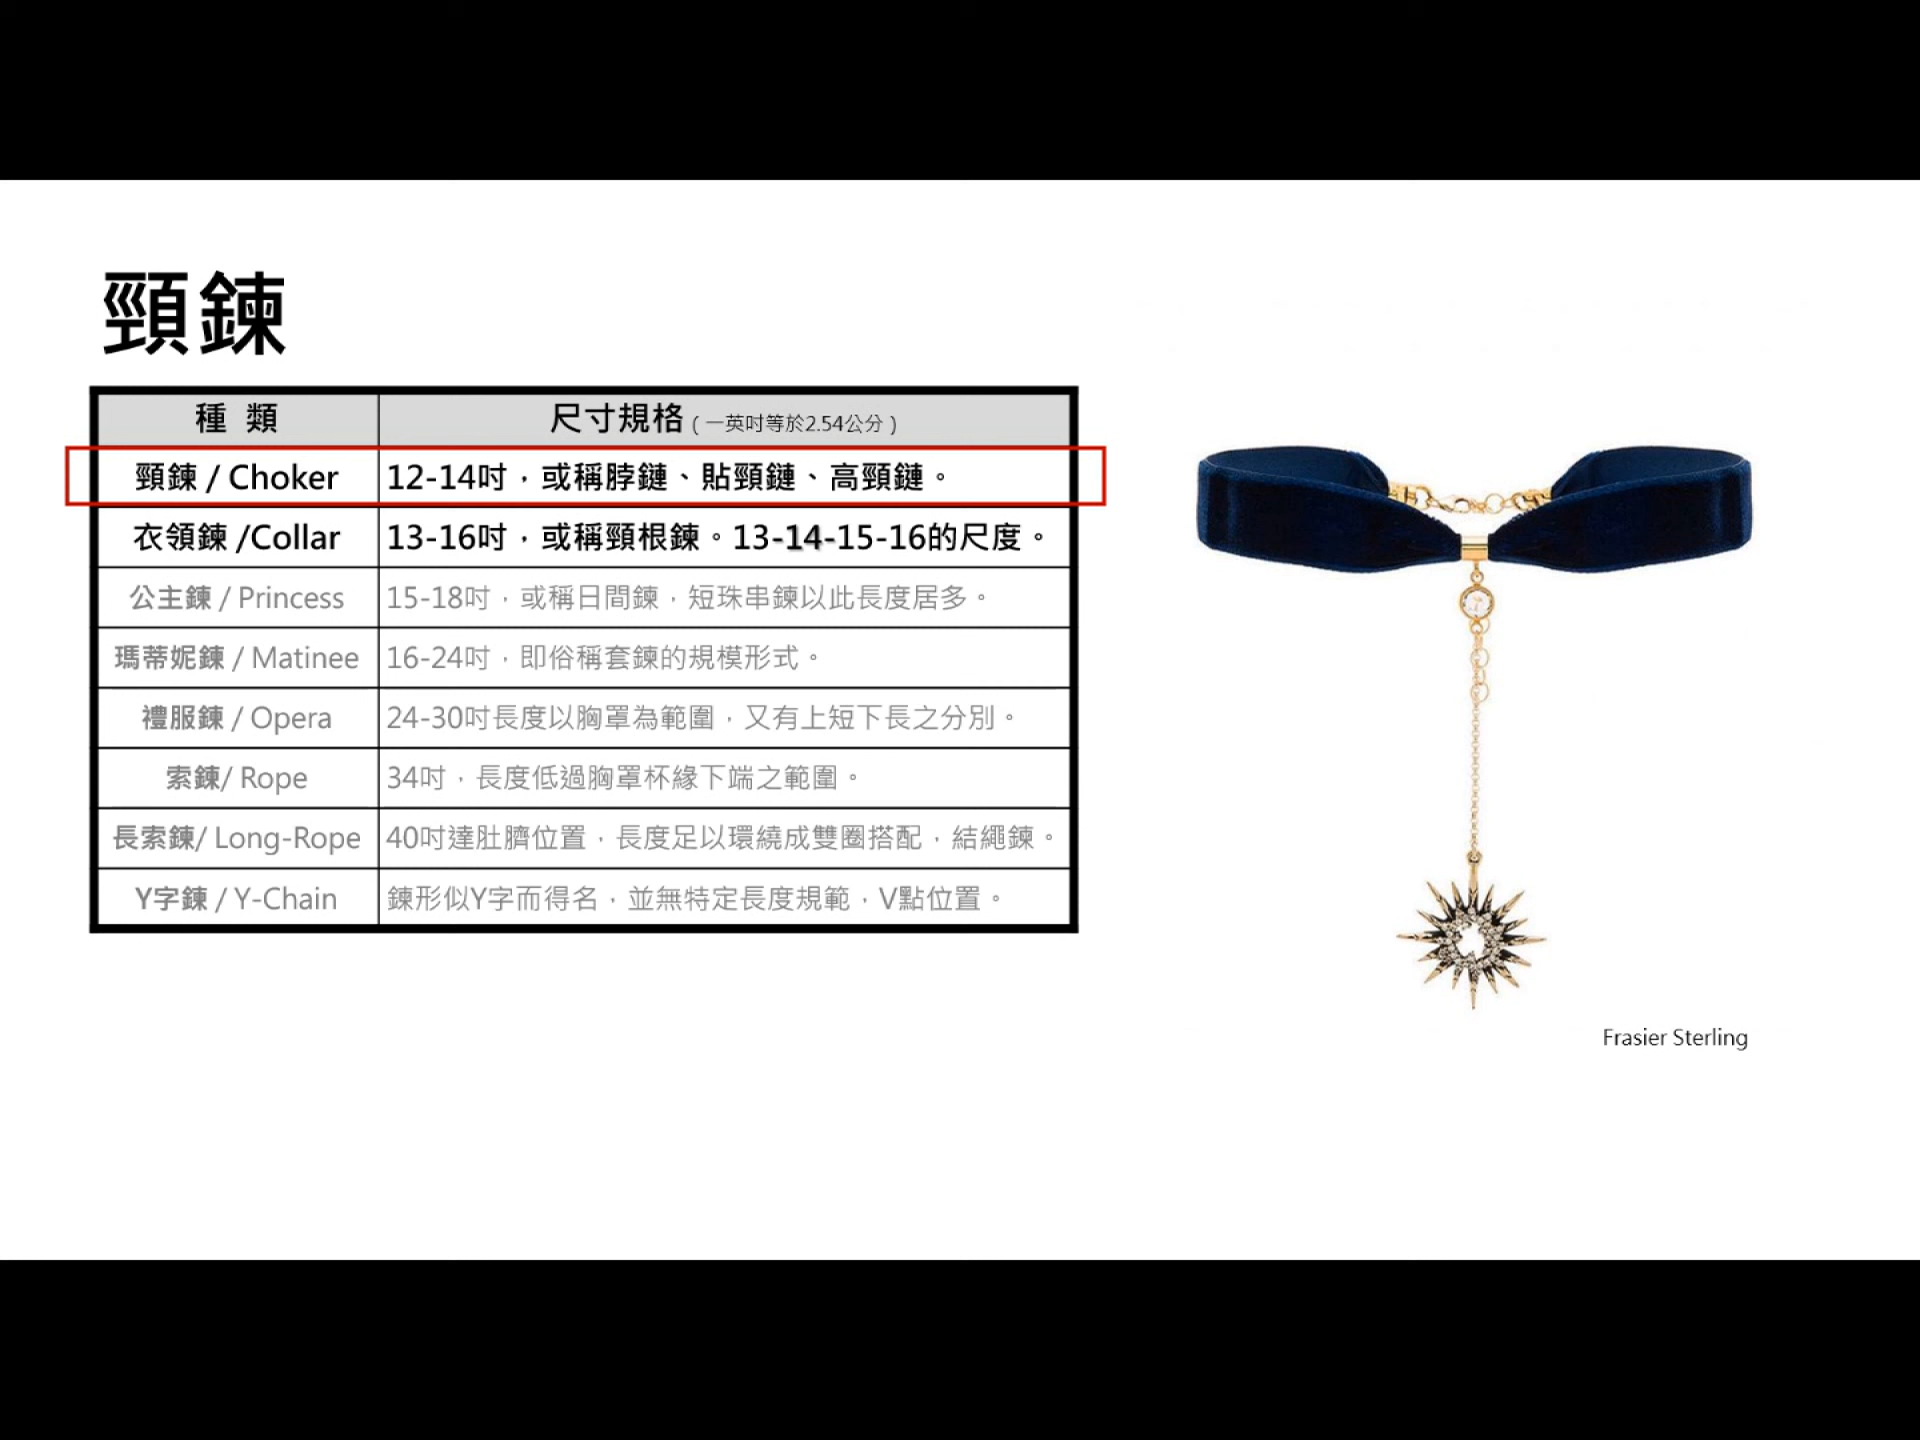 頸鍊
種 類 尺寸規格 ( 一英吋等於2.54公分 )
頸鍊 / Choker 12-14吋，或稱脖鏈、貼頸鏈、高頸鏈。
衣領鍊 /Collar 13-16吋，或稱頸根鍊。13-14-15-16的尺度。
公主鍊 / Princess 15-18吋，或稱日間鍊，短珠串鍊以此長度居多。
瑪蒂妮鍊 / Matinee 16-24吋，即俗稱套鍊的規模形式。
禮服鍊 / Opera 24-30吋長度以胸罩為範圍，又有上短下長之分別。
索鍊/ Rope 34吋，長度低過胸罩杯緣下端之範圍。
長索鍊/ Long-Rope 40吋達肚臍位置，長度足以環繞成雙圈搭配，結繩鍊。
Y字鍊 / Y-Chain 鍊形似Y字而得名，並無特定長度規範，V點位置。
Frasier Sterling